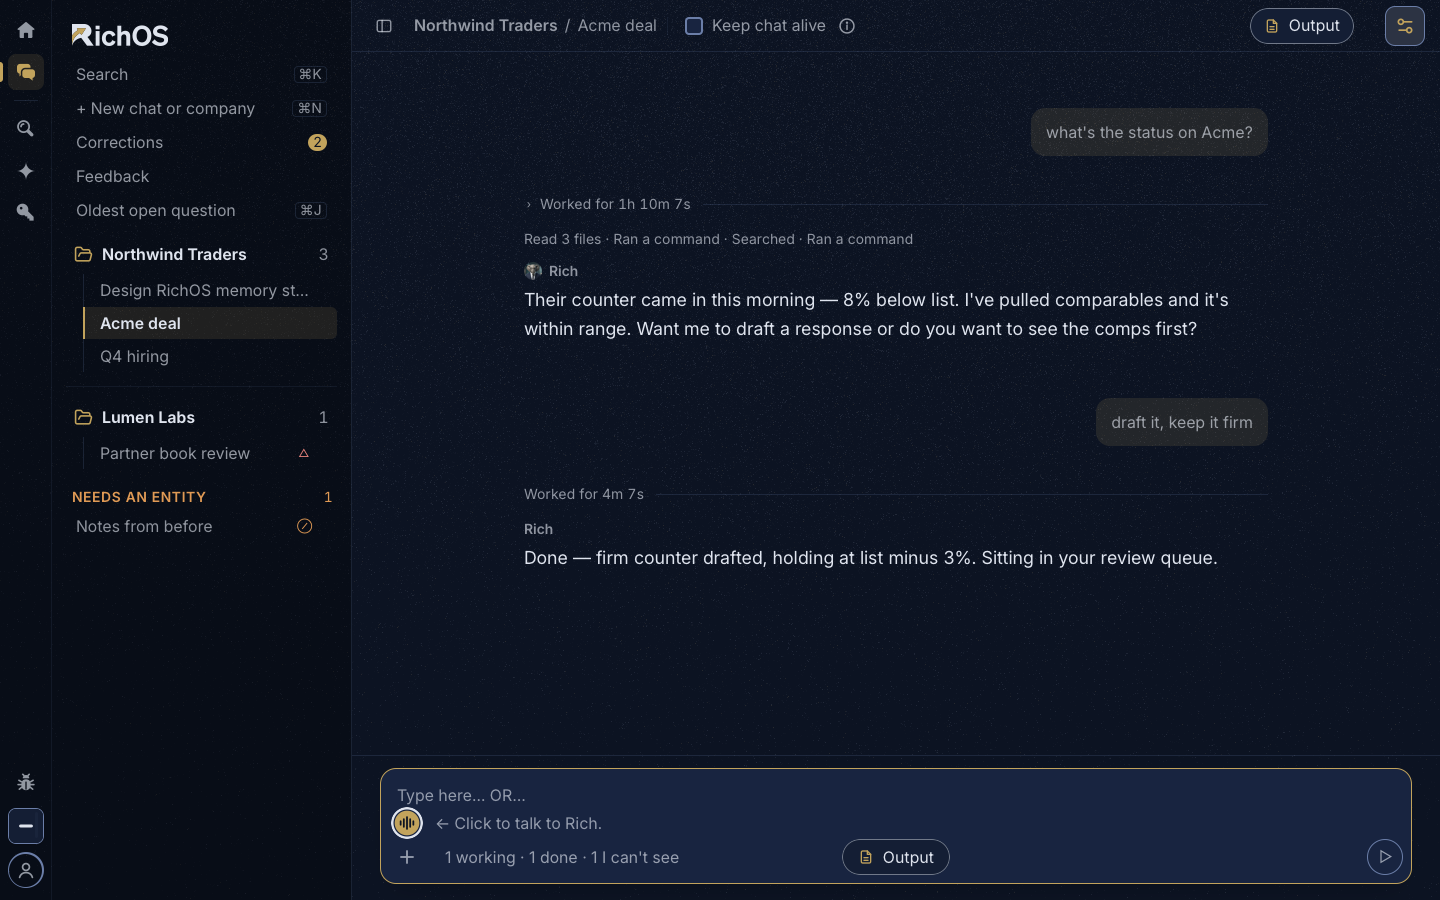 RichOS
Search ⌘K
+ New chat or company ⌘N
Corrections 2
Feedback
Oldest open question ⌘J
Northwind Traders 3
Design RichOS memory st...
Acme deal
Q4 hiring
Lumen Labs 1
Partner book review
NEEDS AN ENTITY 1
Notes from before
Northwind Traders / Acme deal
Keep chat alive
Output
what's the status on Acme?
› Worked for 1h 10m 7s
Read 3 files · Ran a command · Searched · Ran a command
Rich
Their counter came in this morning — 8% below list. I've pulled comparables and it's
within range. Want me to draft a response or do you want to see the comps first?
draft it, keep it firm
Worked for 4m 7s
Rich
Done — firm counter drafted, holding at list minus 3%. Sitting in your review queue.
Type here... OR...
← Click to talk to Rich.
1 working · 1 done · 1 I can't see
Output